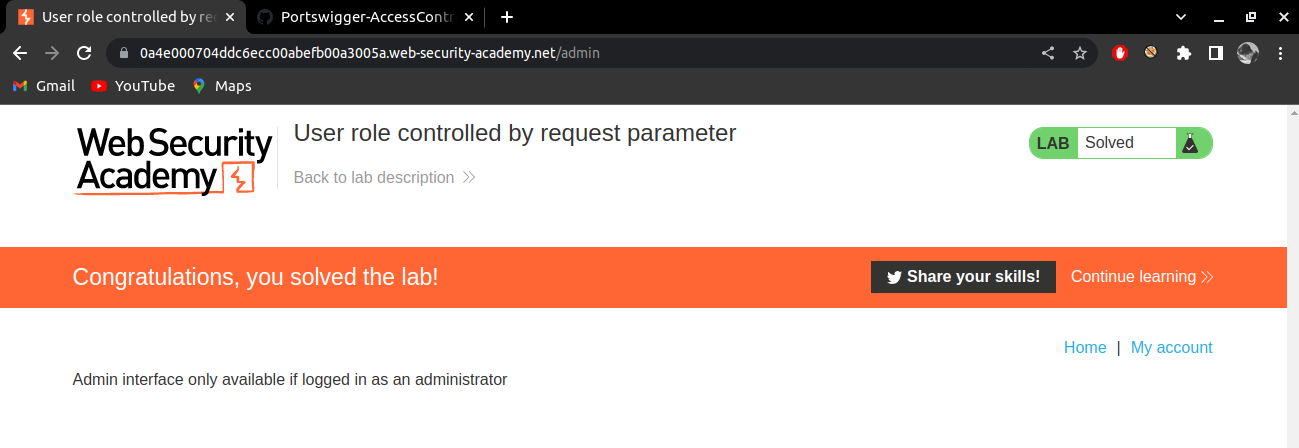 User role controlled by re
Portswigger-AccessContr
0a4e000704ddc6ecc00abefb00a3005a.web-security-academy.net/admin
Gmail YouTube Maps
WebSecurity
Academy
User role controlled by request parameter
Back to lab description
LAB Solved
Congratulations, you solved the lab!
Share your skills! Continue learning
Home | My account
Admin interface only available if logged in as an administrator